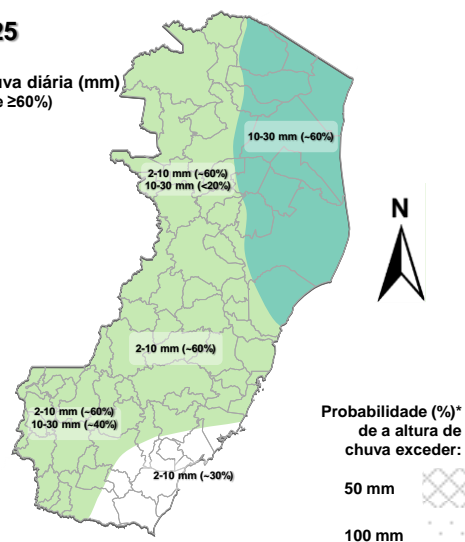 25
uva diária (mm)
e ≥60%)
10-30 mm (~60%)
2-10 mm (~60%)
10-30 mm (<20%)
N
2-10 mm (~60%)
2-10 mm (~60%)
10-30 mm (~40%)
2-10 mm (~30%)
Probabilidade (%)*
de a altura de
chuva exceder:
50 mm
100 mm